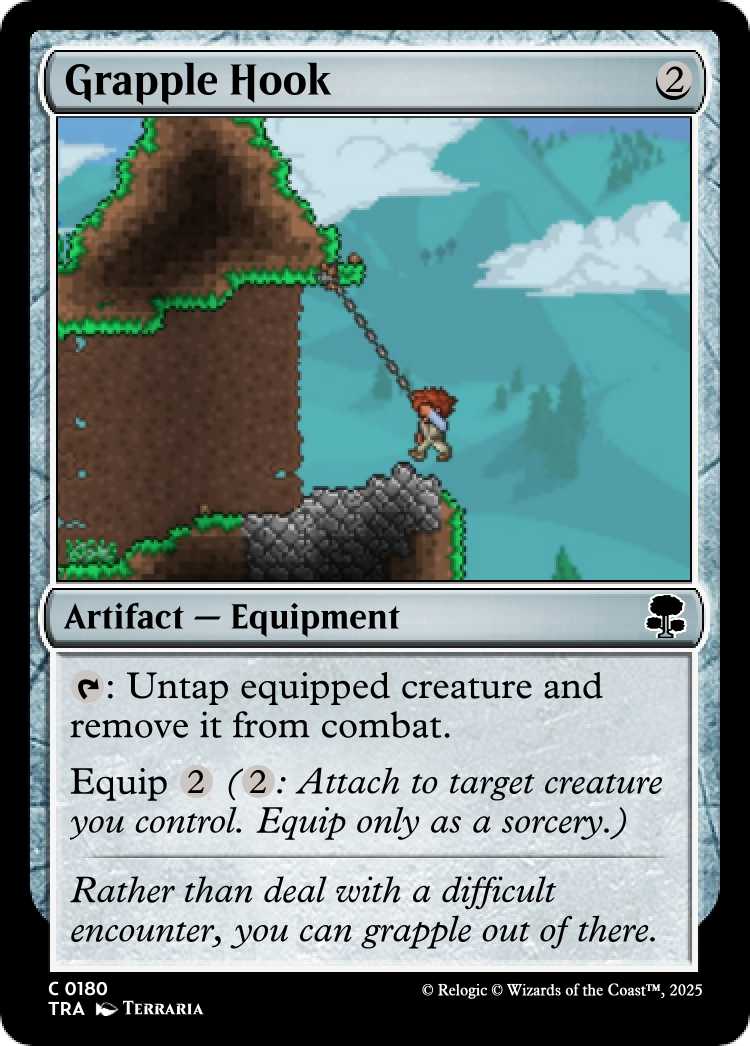 Grapple Hook 2
Artifact — Equipment
: Untap equipped creature and
remove it from combat.
Equip 2 (2: Attach to target creature
you control. Equip only as a sorcery.)
Rather than deal with a difficult
encounter, you can grapple out of there.
C 0180
© Relogic © Wizards of the Coast™, 2025
TRA TERRARIA